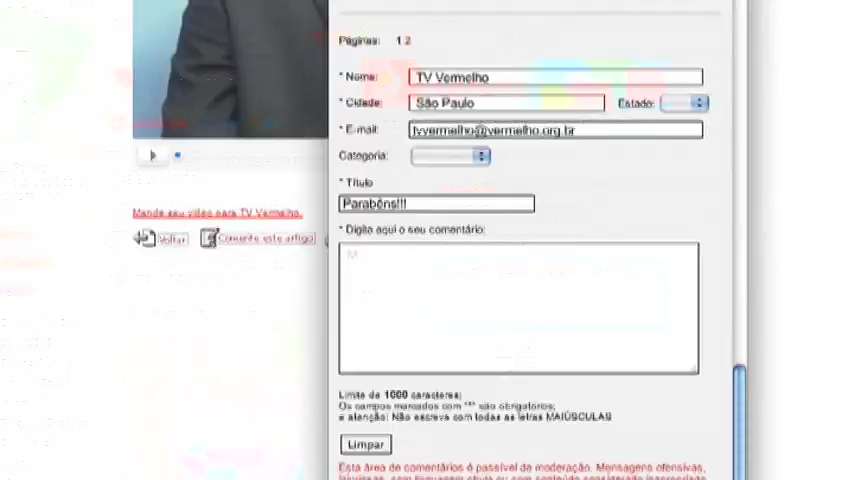 Páginas: 1 2
* Nome: TV Vermelho
* Cidade: São Paulo Estado:
* E-mail: tvvermelho@vermelho.org.br
Categoria:
* Título
Parabéns!!!
Mande seu vídeo para TV Vermelho.
* Digita aqui o seu comentário:
Voltar Comente este artigo
M
Limite de 1000 caracteres;
Os campos marcados com "*" são obrigatórios;
e atenção: Não escreva com todas as letras MAIÚSCULAS
Limpar
Esta área de comentários é passível de moderação. Mensagens ofensivas,